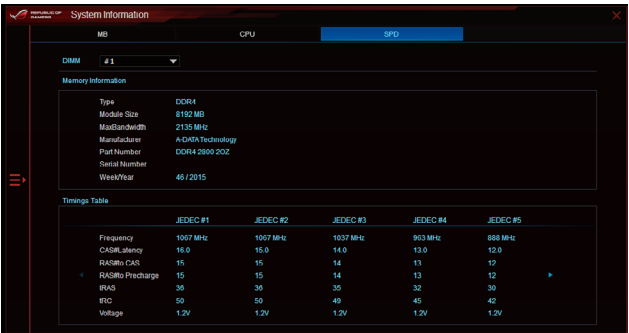 REPUBLIC OF
GAMERS
System Information
MB CPU SPD
DIMM #1
Memory Information
Type DDR4
Module Size 8192 MB
MaxBandwidth 2135 MHz
Manufacturer A-DATA Technology
Part Number DDR4 2800 2OZ
Serial Number
Week/Year 46 / 2015
Timings Table
JEDEC #1 JEDEC #2 JEDEC #3 JEDEC #4 JEDEC #5
Frequency 1067 MHz 1067 MHz 1037 MHz 963 MHz 888 MHz
CAS#Latency 16.0 15.0 14.0 13.0 12.0
RAS#to CAS 15 15 14 13 12
RAS#to Precharge 15 15 14 13 12
tRAS 36 36 35 32 30
tRC 50 50 49 45 42
Voltage 1.2V 1.2V 1.2V 1.2V 1.2V